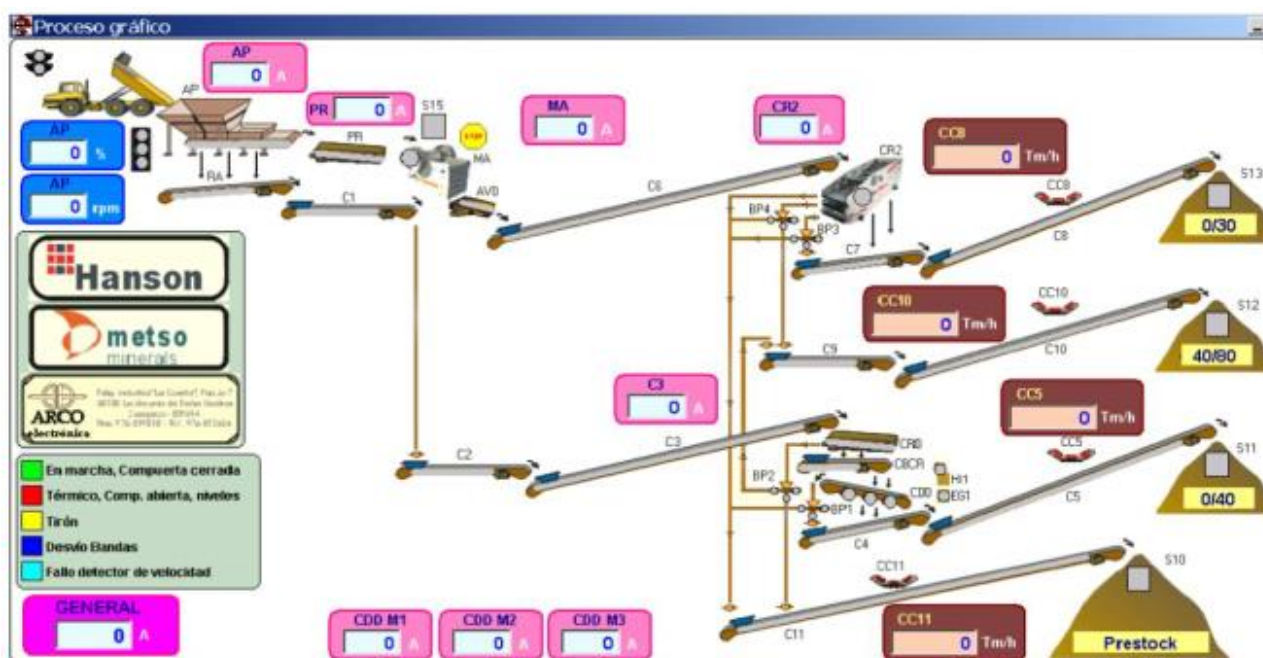 Proceso gráfico
AP
0 A
AP
PR 0 A
S15
MA
0 A
CR2
0 A
CC8
0 Tm/h
AP
0 %
PR
MA
STOP
CR2
S13
RA
AVD
C6
CC8
AP
0 rpm
C1
BP4
BP3
C7
C8
0/30
Hanson
CC10
0 Tm/h
CC10
S12
metso
minerals
C9
C10
40/80
ARCO
electrónica
C3
0 A
CC5
0 Tm/h
CC5
S11
C2
C3
CRB
CBCR
HI1
CDD
EG1
BP2
BP1
C4
C5
0/40
En marcha, Compuerta cerrada
Térmico, Comp. abierta, niveles
Tirón
Desvío Bandas
Fallo detector de velocidad
CC11
S10
GENERAL
0 A
CDD M1
0 A
CDD M2
0 A
CDD M3
0 A
C11
CC11
0 Tm/h
Prestock